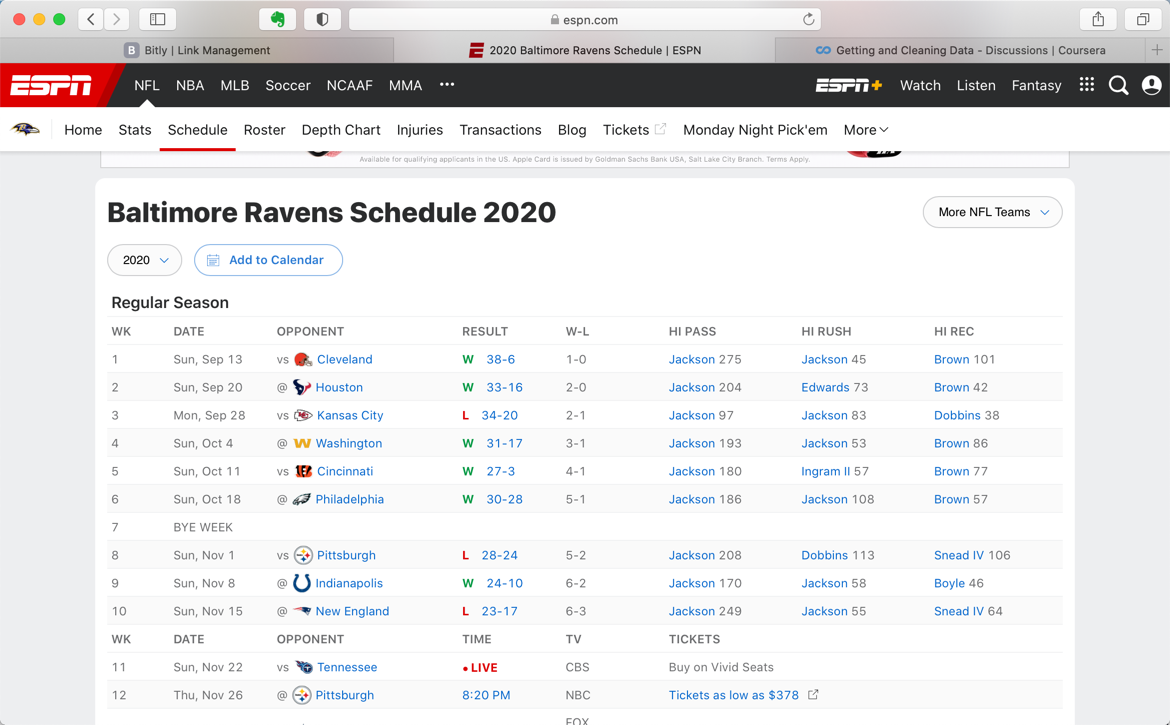 espn.com
B Bitly | Link Management
2020 Baltimore Ravens Schedule | ESPN
Getting and Cleaning Data - Discussions | Coursera
ESPN NFL NBA MLB Soccer NCAAF MMA ••• ESPN+ Watch Listen Fantasy
Home Stats Schedule Roster Depth Chart Injuries Transactions Blog Tickets Monday Night Pick'em More
Available for qualifying applicants in the US. Apple Card is issued by Goldman Sachs Bank USA, Salt Lake City Branch. Terms Apply.
Baltimore Ravens Schedule 2020
More NFL Teams
2020 Add to Calendar
Regular Season
WK DATE OPPONENT RESULT W-L HI PASS HI RUSH HI REC
1 Sun, Sep 13 vs Cleveland W 38-6 1-0 Jackson 275 Jackson 45 Brown 101
2 Sun, Sep 20 @ Houston W 33-16 2-0 Jackson 204 Edwards 73 Brown 42
3 Mon, Sep 28 vs Kansas City L 34-20 2-1 Jackson 97 Jackson 83 Dobbins 38
4 Sun, Oct 4 @ Washington W 31-17 3-1 Jackson 193 Jackson 53 Brown 86
5 Sun, Oct 11 vs Cincinnati W 27-3 4-1 Jackson 180 Ingram II 57 Brown 77
6 Sun, Oct 18 @ Philadelphia W 30-28 5-1 Jackson 186 Jackson 108 Brown 57
7 BYE WEEK
8 Sun, Nov 1 vs Pittsburgh L 28-24 5-2 Jackson 208 Dobbins 113 Snead IV 106
9 Sun, Nov 8 @ Indianapolis W 24-10 6-2 Jackson 170 Jackson 58 Boyle 46
10 Sun, Nov 15 @ New England L 23-17 6-3 Jackson 249 Jackson 55 Snead IV 64
WK DATE OPPONENT TIME TV TICKETS
11 Sun, Nov 22 vs Tennessee • LIVE CBS Buy on Vivid Seats
12 Thu, Nov 26 @ Pittsburgh 8:20 PM NBC Tickets as low as $378
FOX